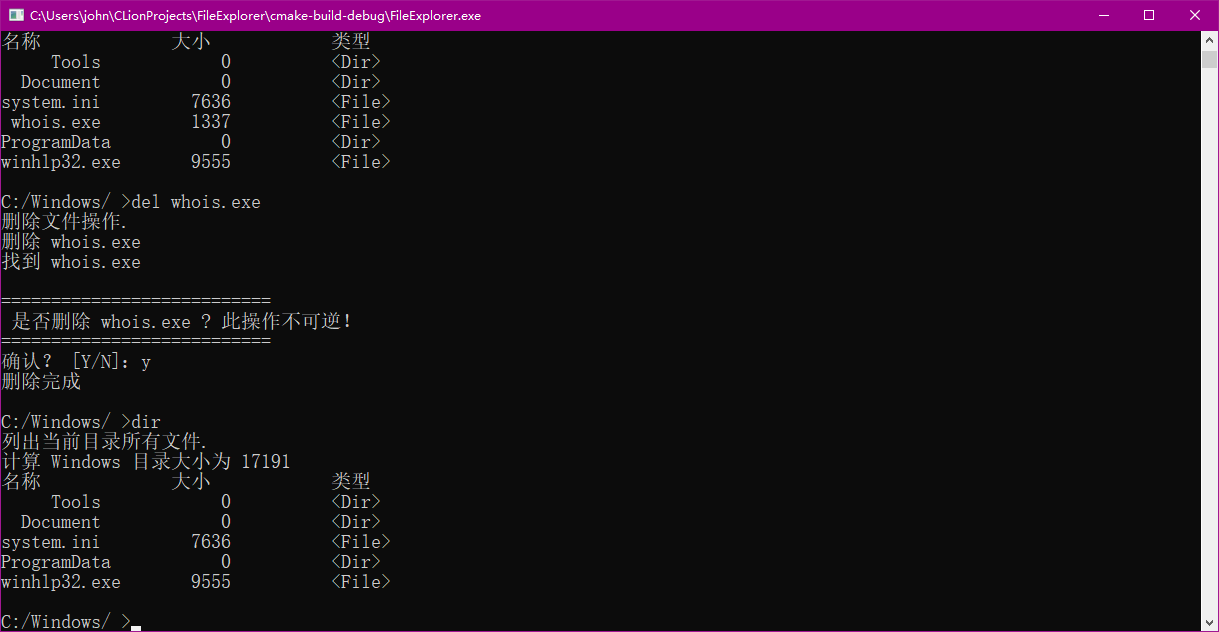 C:\Users\john\CLionProjects\FileExplorer\cmake-build-debug\FileExplorer.exe
名称 大小 类型
Tools 0 <Dir>
Document 0 <Dir>
system.ini 7636 <File>
whois.exe 1337 <File>
ProgramData 0 <Dir>
winhlp32.exe 9555 <File>
C:/Windows/ >del whois.exe
删除文件操作.
删除 whois.exe
找到 whois.exe
===========================
是否删除 whois.exe ? 此操作不可逆!
===========================
确认? [Y/N]: y
删除完成
C:/Windows/ >dir
列出当前目录所有文件.
计算 Windows 目录大小为 17191
名称 大小 类型
Tools 0 <Dir>
Document 0 <Dir>
system.ini 7636 <File>
ProgramData 0 <Dir>
winhlp32.exe 9555 <File>
C:/Windows/ >